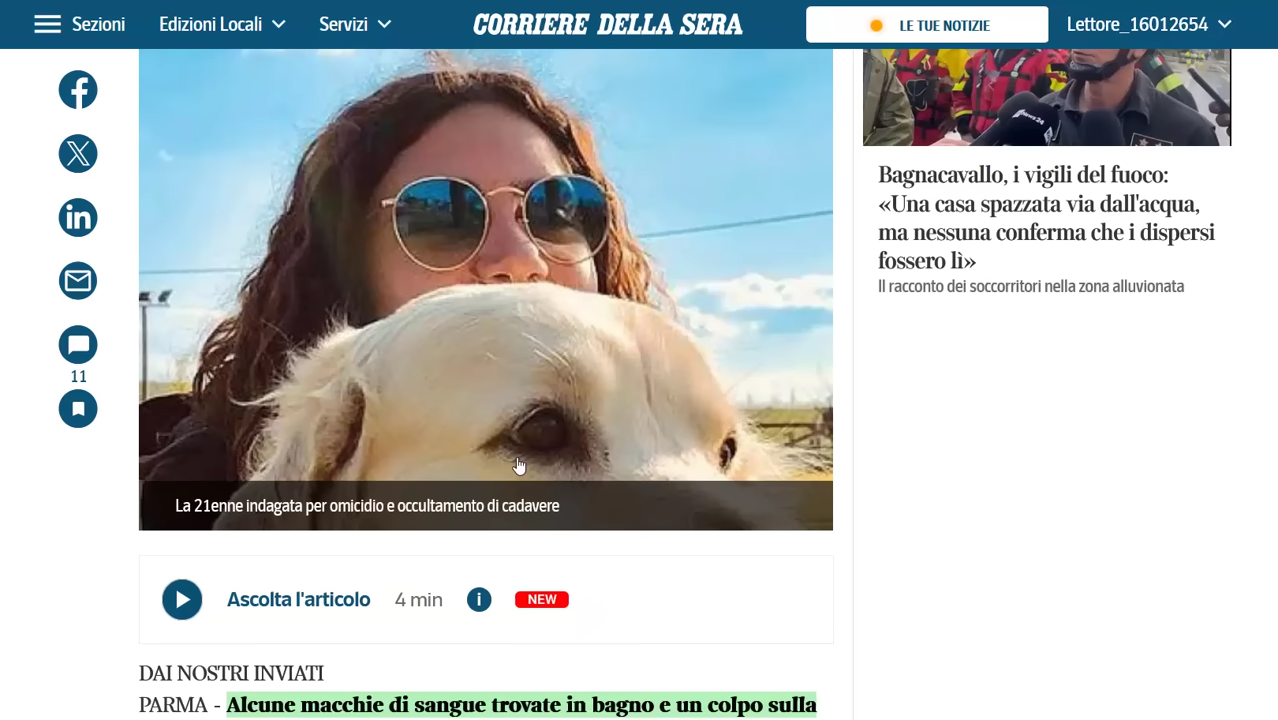 Sezioni
Edizioni Locali
Servizi
CORRIERE DELLA SERA
LE TUE NOTIZIE
Lettore_16012654
11
Bagnacavallo, i vigili del fuoco:
«Una casa spazzata via dall'acqua,
ma nessuna conferma che i dispersi
fossero lì»
Il racconto dei soccorritori nella zona alluvionata
La 21enne indagata per omicidio e occultamento di cadavere
Ascolta l'articolo 4 min i NEW
DAI NOSTRI INVIATI
PARMA - Alcune macchie di sangue trovate in bagno e un colpo sulla